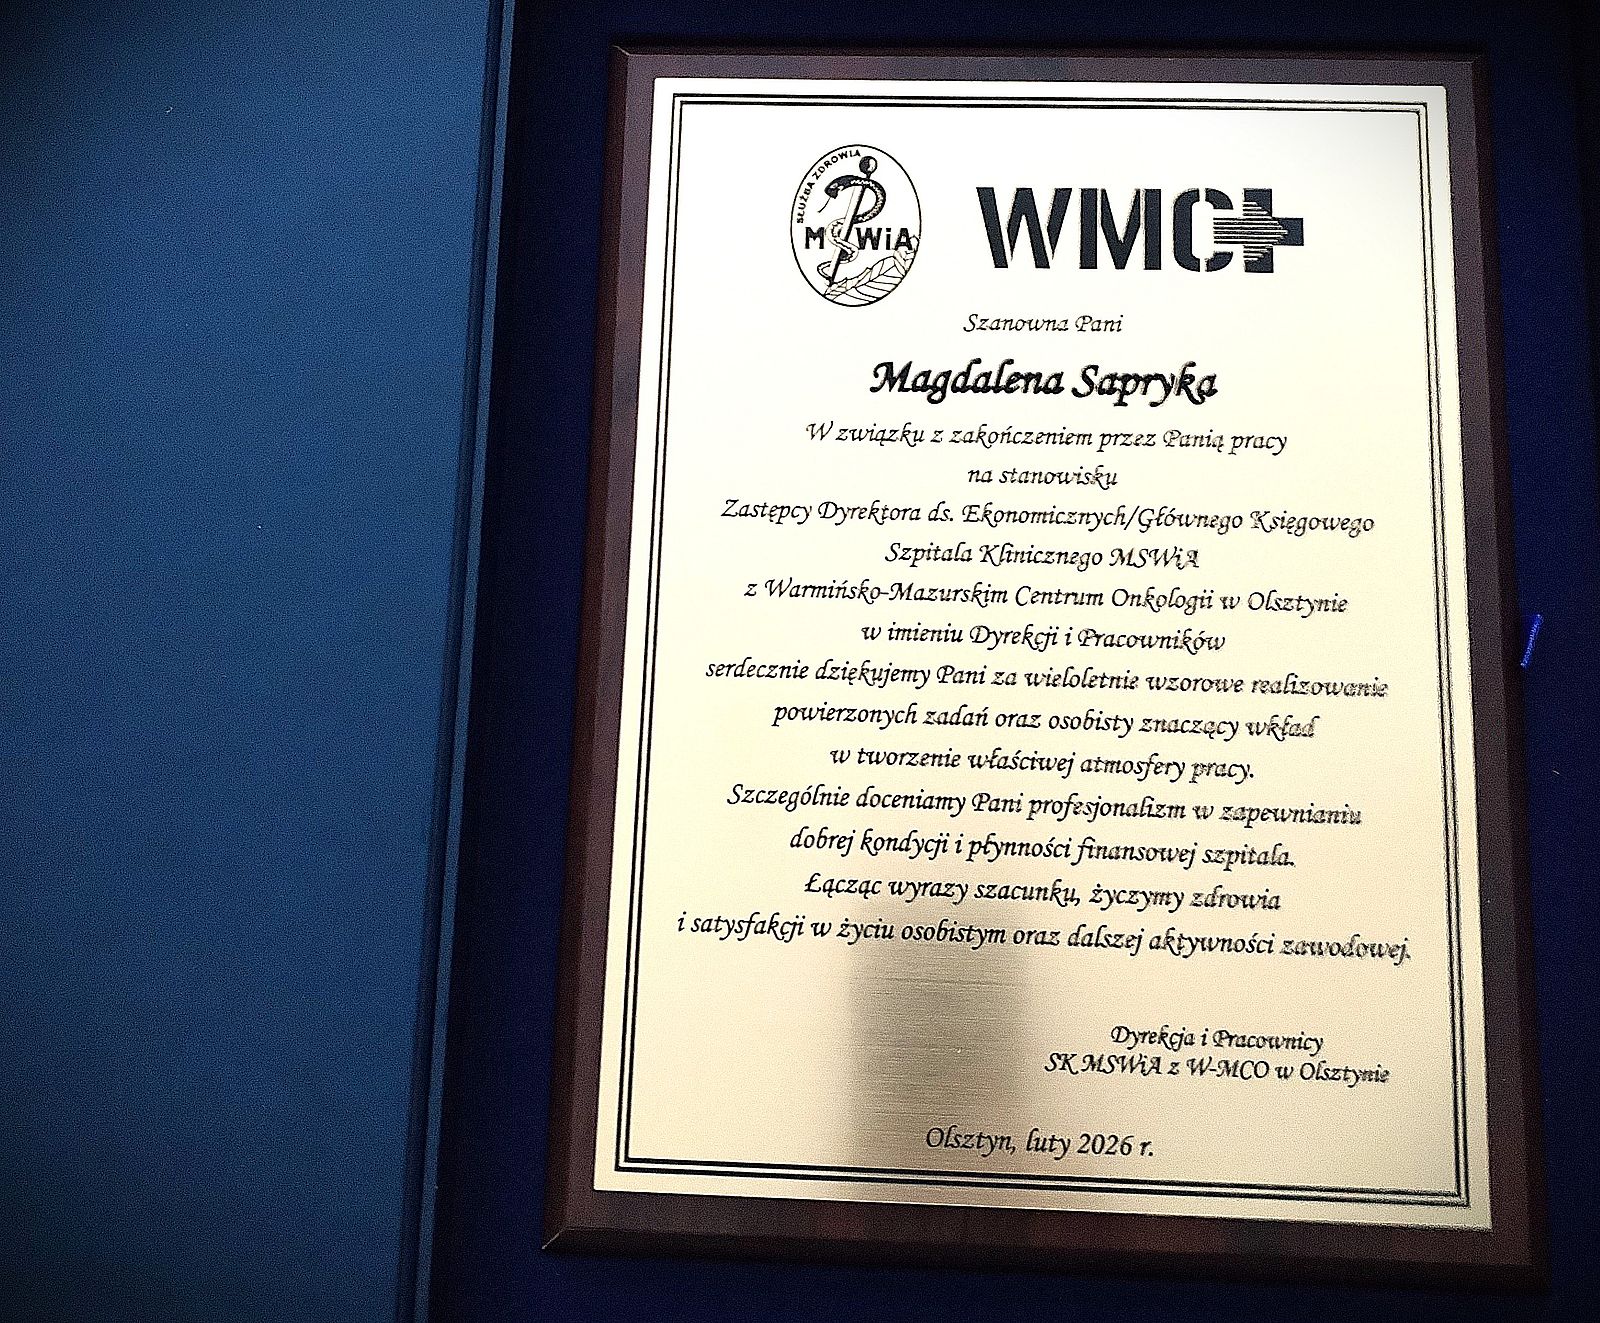 SŁUŻBA ZDROWIA
MSWiA
WMC
Szanowna Pani
Magdalena Sapryka
W związku z zakończeniem przez Panią pracy
na stanowisku
Zastępcy Dyrektora ds. Ekonomicznych/Głównego Księgowego
Szpitala Klinicznego MSWiA
z Warmińsko-Mazurskim Centrum Onkologii w Olsztynie
w imieniu Dyrekcji i Pracowników
serdecznie dziękujemy Pani za wieloletnie wzorowe realizowanie
powierzonych zadań oraz osobisty znaczący wkład
w tworzenie właściwej atmosfery pracy.
Szczególnie doceniamy Pani profesjonalizm w zapewnianiu
dobrej kondycji i płynności finansowej szpitala.
Łącząc wyrazy szacunku, życzymy zdrowia
i satysfakcji w życiu osobistym oraz dalszej aktywności zawodowej.
Dyrekcja i Pracownicy
SK MSWiA z W-MCO w Olsztynie
Olsztyn, luty 2026 r.